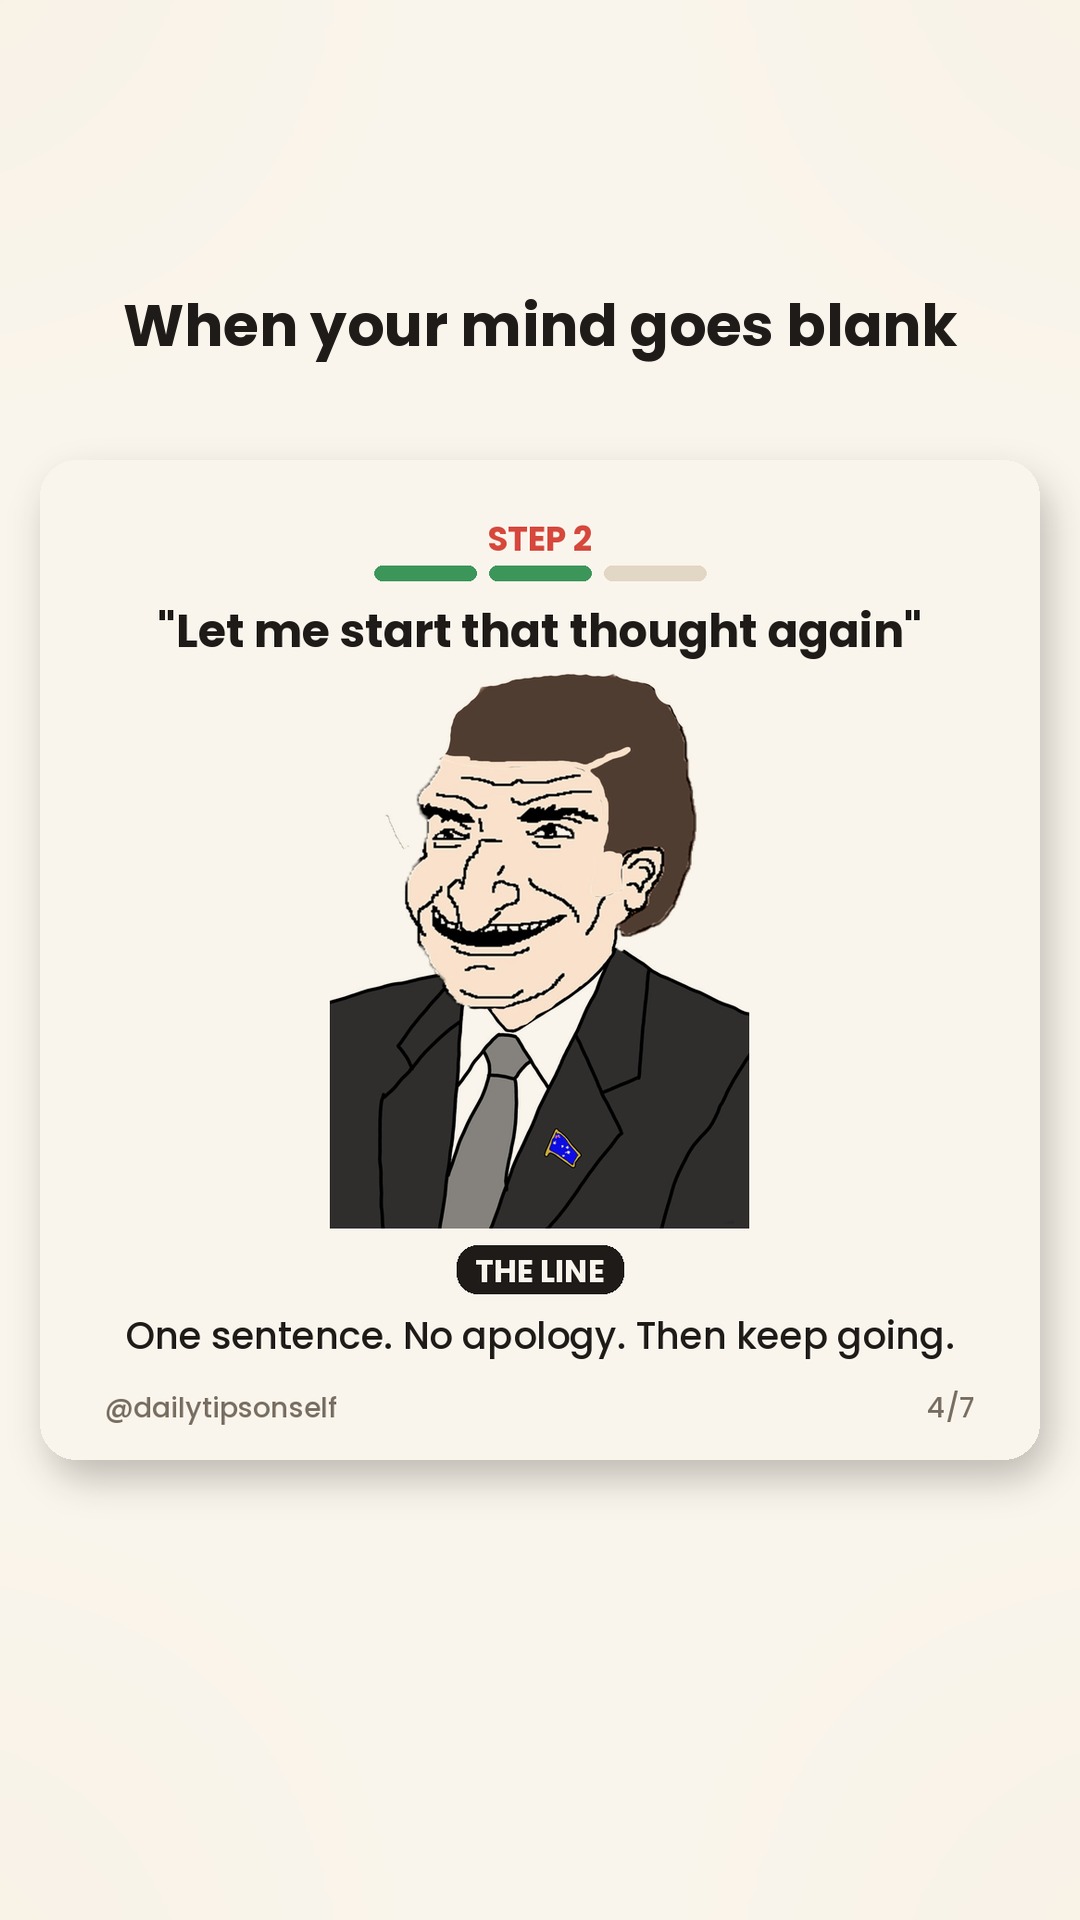 When your mind goes blank
STEP 2
"Let me start that thought again"
THE LINE
One sentence. No apology. Then keep going.
@dailytipsonself
4/7